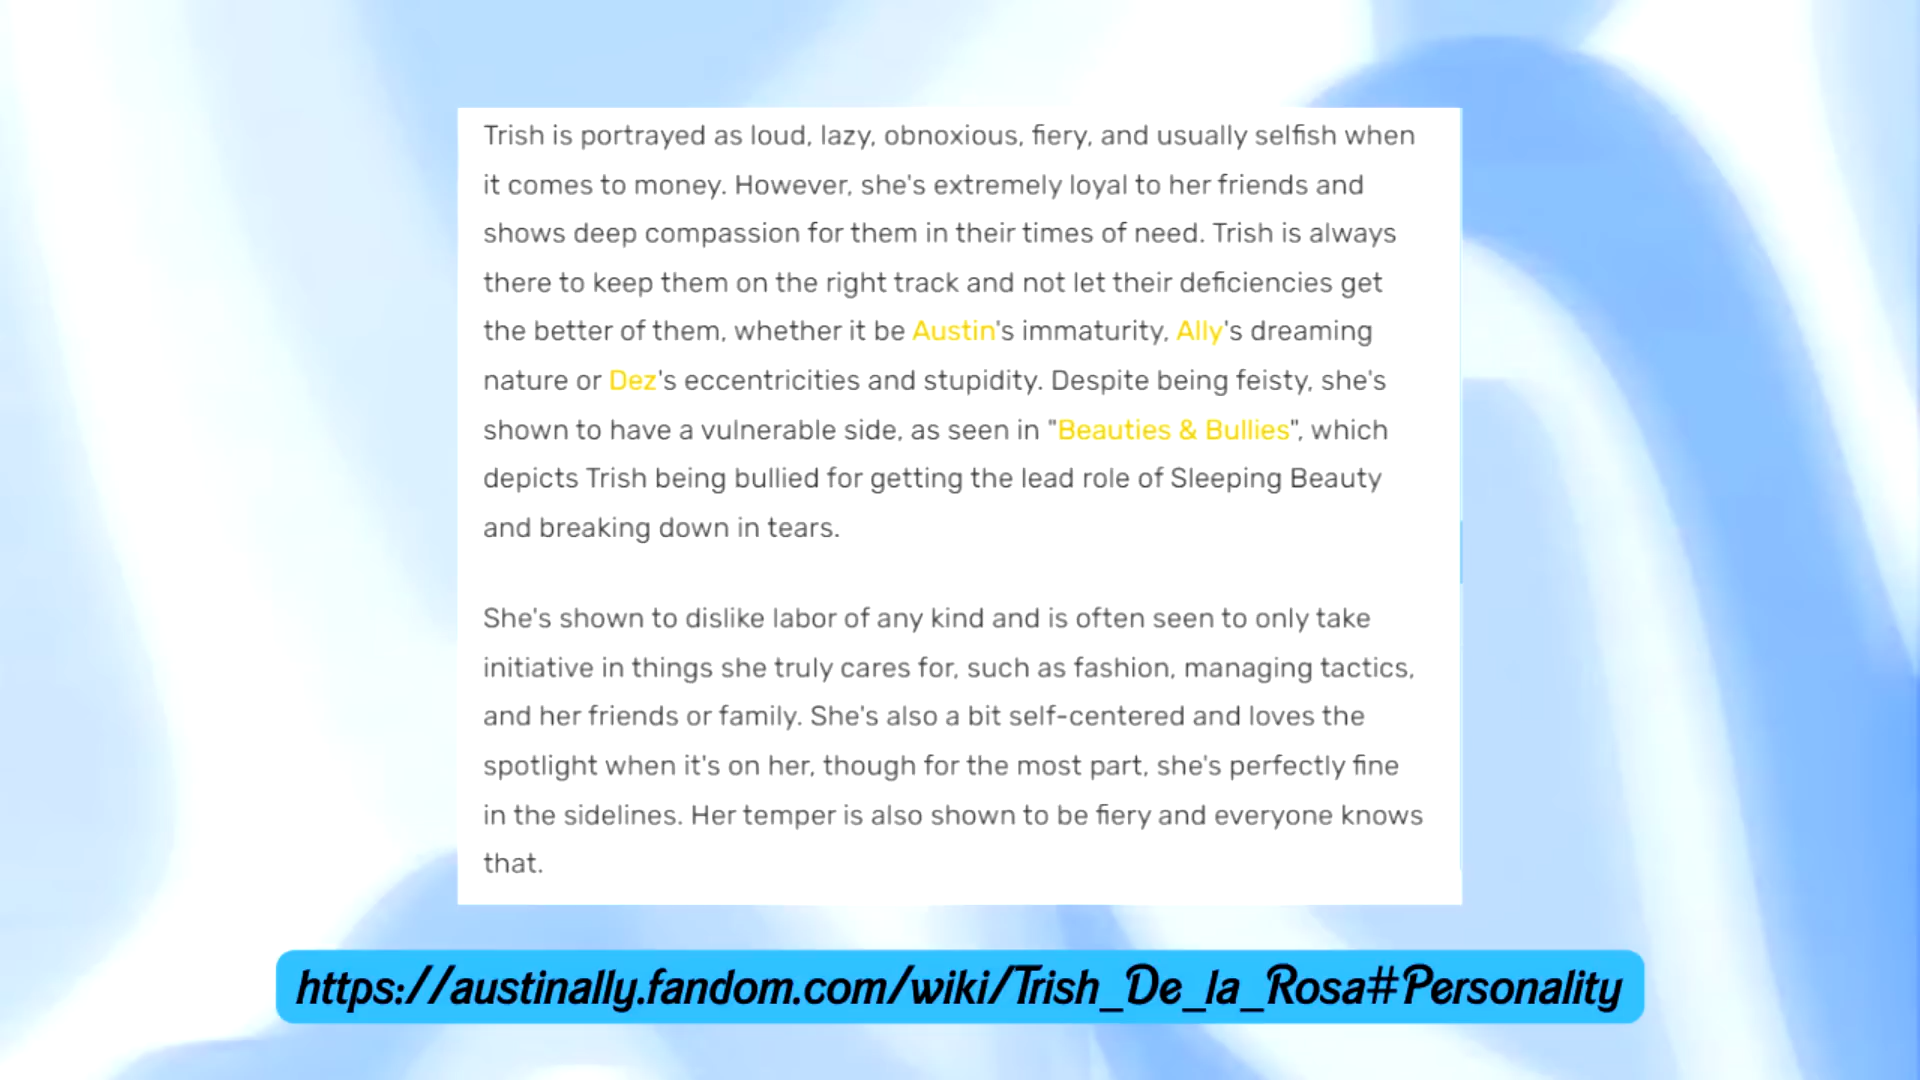 Trish is portrayed as loud, lazy, obnoxious, fiery, and usually selfish when
it comes to money. However, she's extremely loyal to her friends and
shows deep compassion for them in their times of need. Trish is always
there to keep them on the right track and not let their deficiencies get
the better of them, whether it be Austin's immaturity, Ally's dreaming
nature or Dez's eccentricities and stupidity. Despite being feisty, she's
shown to have a vulnerable side, as seen in "Beauties & Bullies", which
depicts Trish being bullied for getting the lead role of Sleeping Beauty
and breaking down in tears.
She's shown to dislike labor of any kind and is often seen to only take
initiative in things she truly cares for, such as fashion, managing tactics,
and her friends or family. She's also a bit self-centered and loves the
spotlight when it's on her, though for the most part, she's perfectly fine
in the sidelines. Her temper is also shown to be fiery and everyone knows
that.
https://austinally.fandom.com/wiki/Trish_De_la_Rosa#Personality